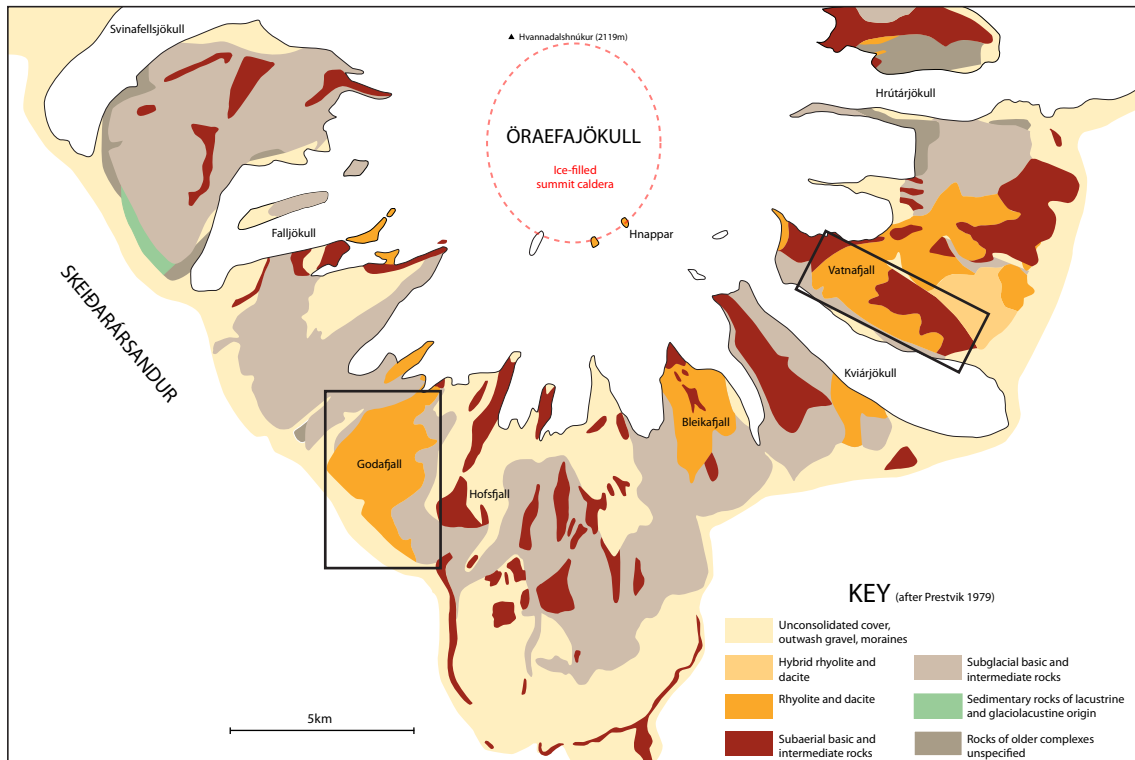 Svinafellsjökull
▲ Hvannadalshnúkur (2119m)
Hrútárjökull
ÖRAEFAJÖKULL
Ice-filled
summit caldera
Falljökull
Hnappar
Vatnafjall
SKEIÐARÁRSANDUR
Kviárjökull
Bleikafjall
Godafjall
Hofsfjall
KEY (after Prestvik 1979)
Unconsolidated cover,
outwash gravel, moraines
Hybrid rhyolite and
dacite
Subglacial basic and
intermediate rocks
Rhyolite and dacite
Sedimentary rocks of lacustrine
and glaciolacustine origin
Subaerial basic and
intermediate rocks
Rocks of older complexes
unspecified
5km